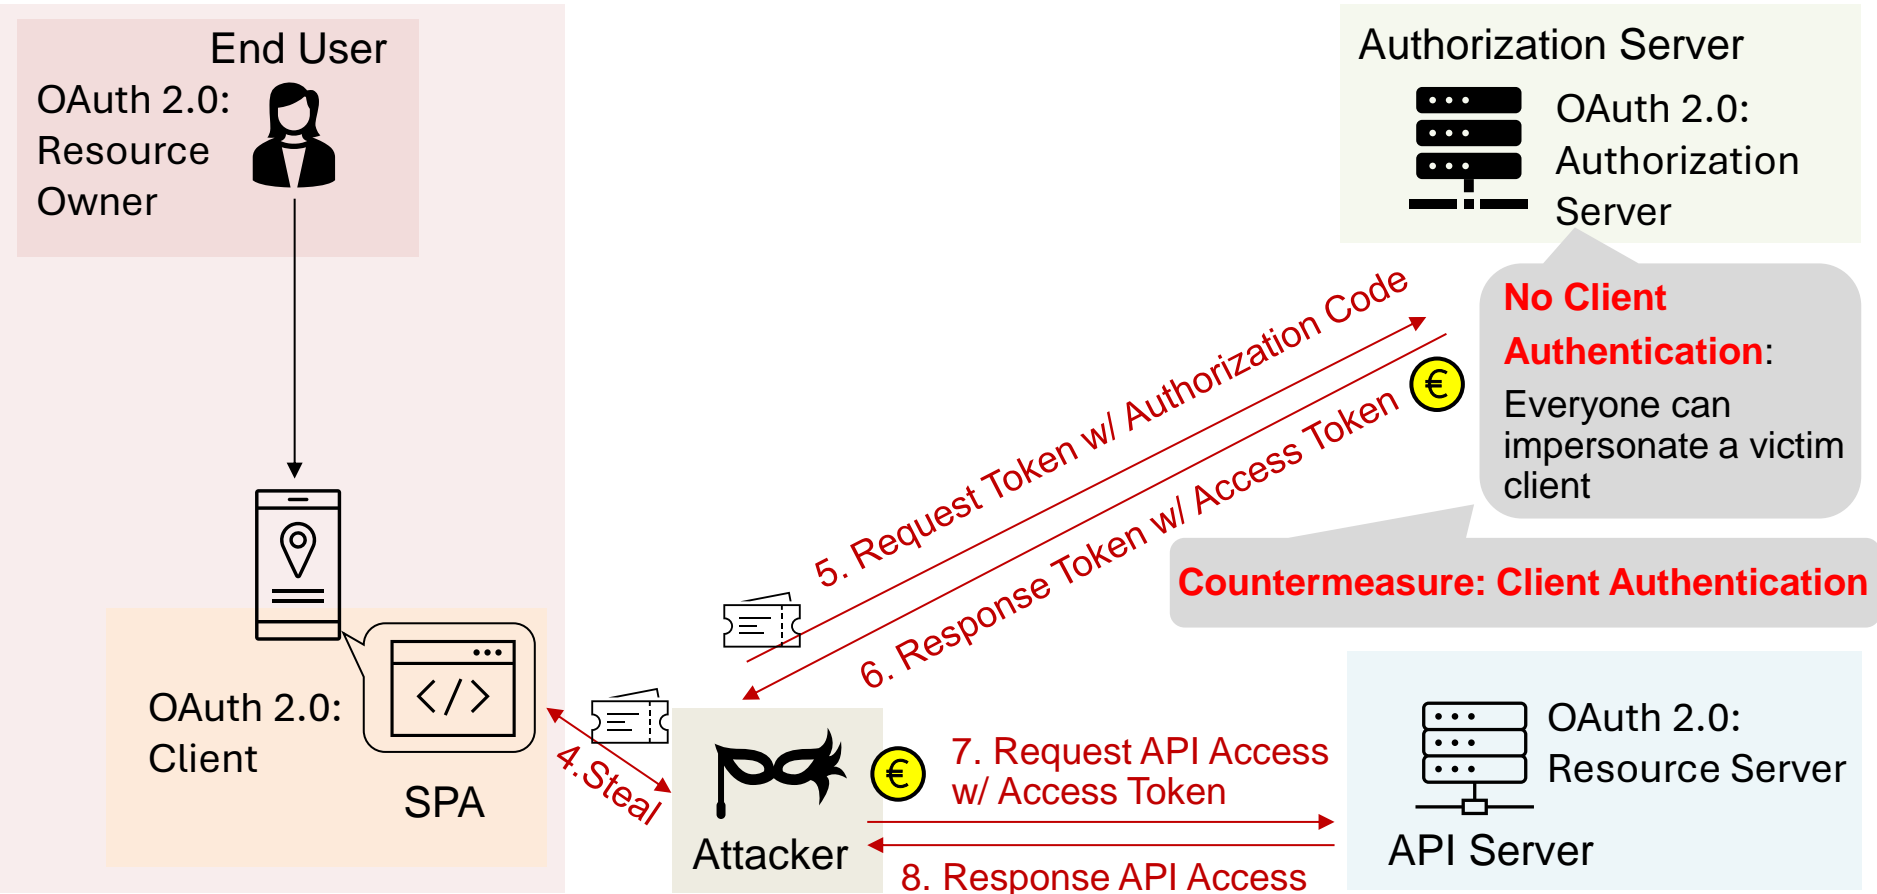 End User
OAuth 2.0:
Resource
Owner
Authorization Server
OAuth 2.0:
Authorization
Server
No Client
Authentication:
Everyone can
impersonate a victim
client
Countermeasure: Client Authentication
5. Request Token w/ Authorization Code
6. Response Token w/ Access Token
€
</>
OAuth 2.0:
Client
SPA
4.Steal
Attacker
€
7. Request API Access
w/ Access Token
8. Response API Access
OAuth 2.0:
Resource Server
API Server